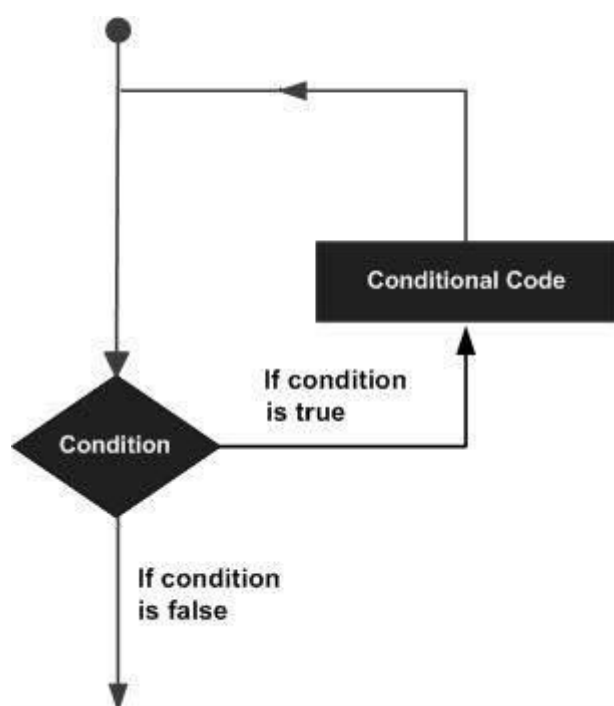 Conditional Code
If condition
is true
Condition
If condition
is false